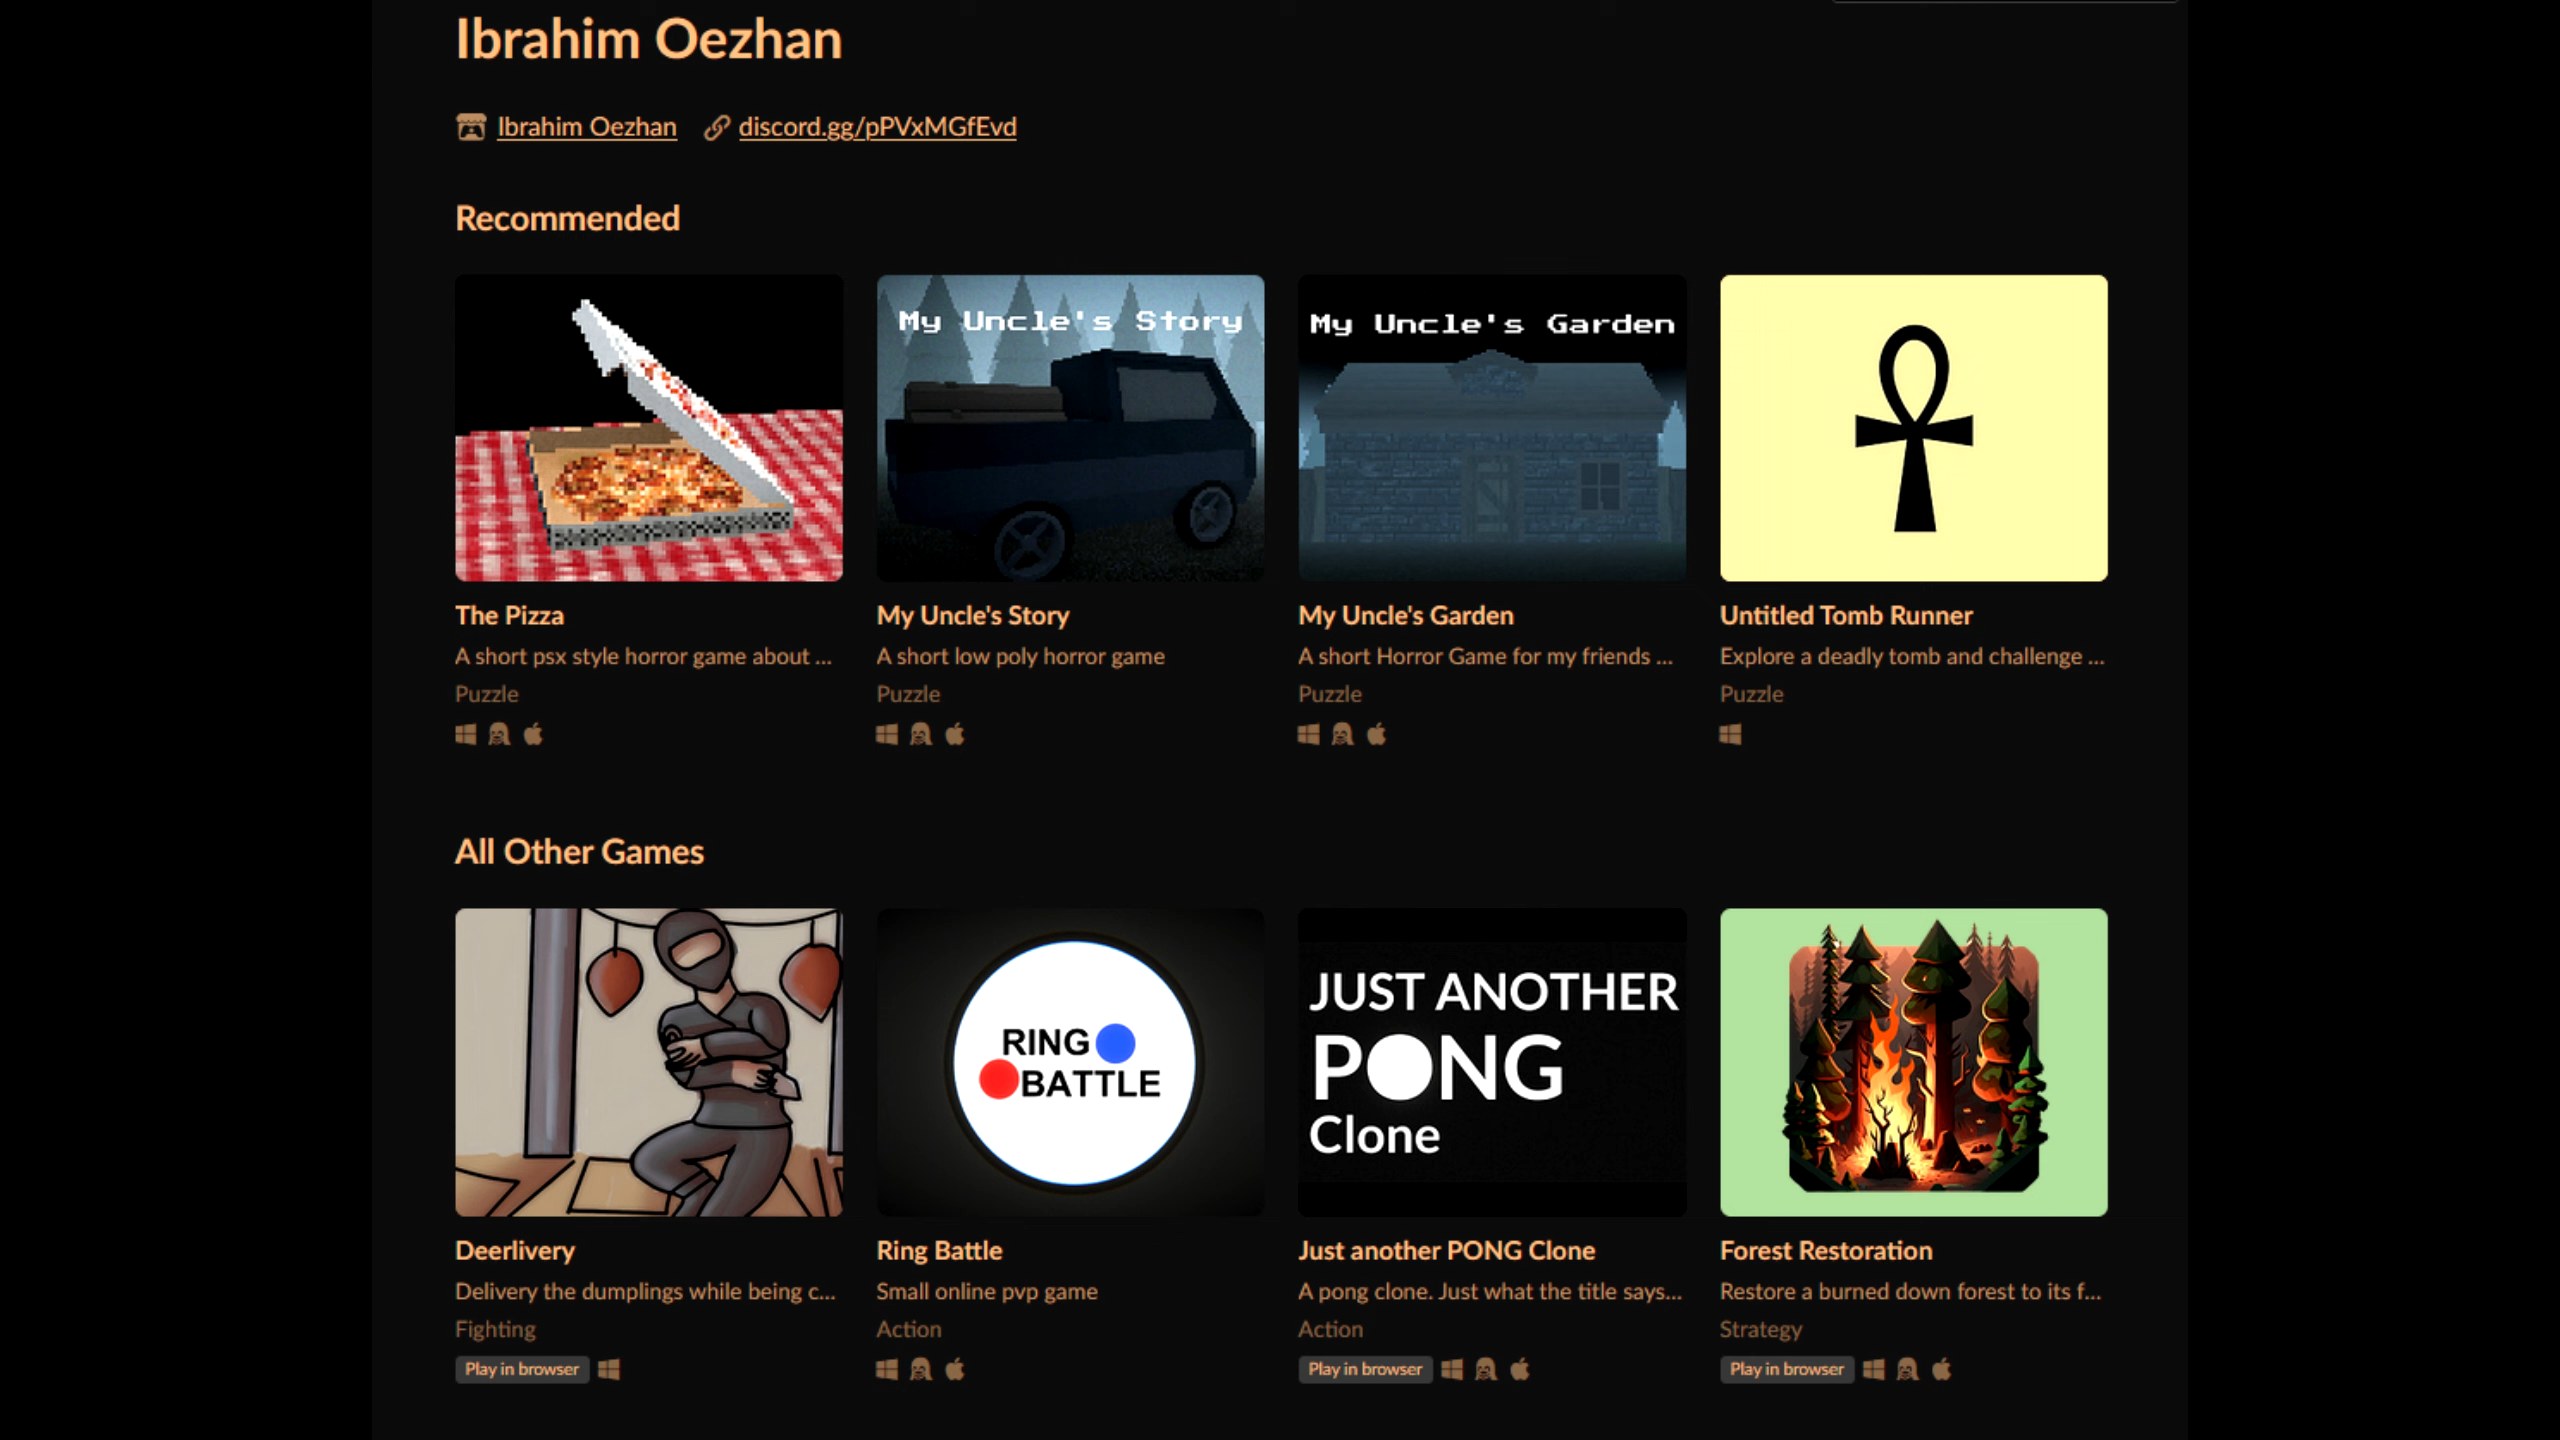 Ibrahim Oezhan
Ibrahim Oezhan discord.gg/pPVxMGfEvd
Recommended
My Uncle's Story
My Uncle's Garden
The Pizza
A short psx style horror game about ...
Puzzle
My Uncle's Story
A short low poly horror game
Puzzle
My Uncle's Garden
A short Horror Game for my friends ...
Puzzle
Untitled Tomb Runner
Explore a deadly tomb and challenge ...
Puzzle
All Other Games
RING
BATTLE
JUST ANOTHER
PONG
Clone
Deerlivery
Delivery the dumplings while being c...
Fighting
Play in browser
Ring Battle
Small online pvp game
Action
Just another PONG Clone
A pong clone. Just what the title says...
Action
Play in browser
Forest Restoration
Restore a burned down forest to its f...
Strategy
Play in browser